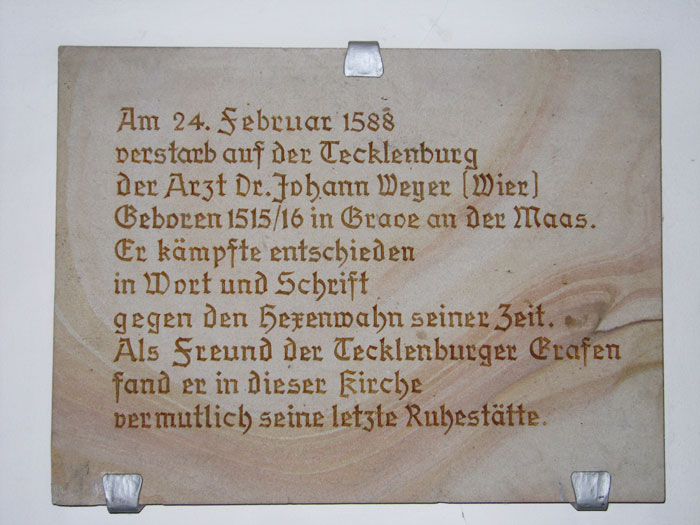 Am 24. Februar 1588
verstarb auf der Tecklenburg
der Arzt Dr. Johann Weyer (Wier)
Geboren 1515/16 in Grave an der Maas.
Er kämpfte entschieden
in Wort und Schrift
gegen den Hexenwahn seiner Zeit.
Als Freund der Tecklenburger Grafen
fand er in dieser Kirche
vermutlich seine letzte Ruhestätte.